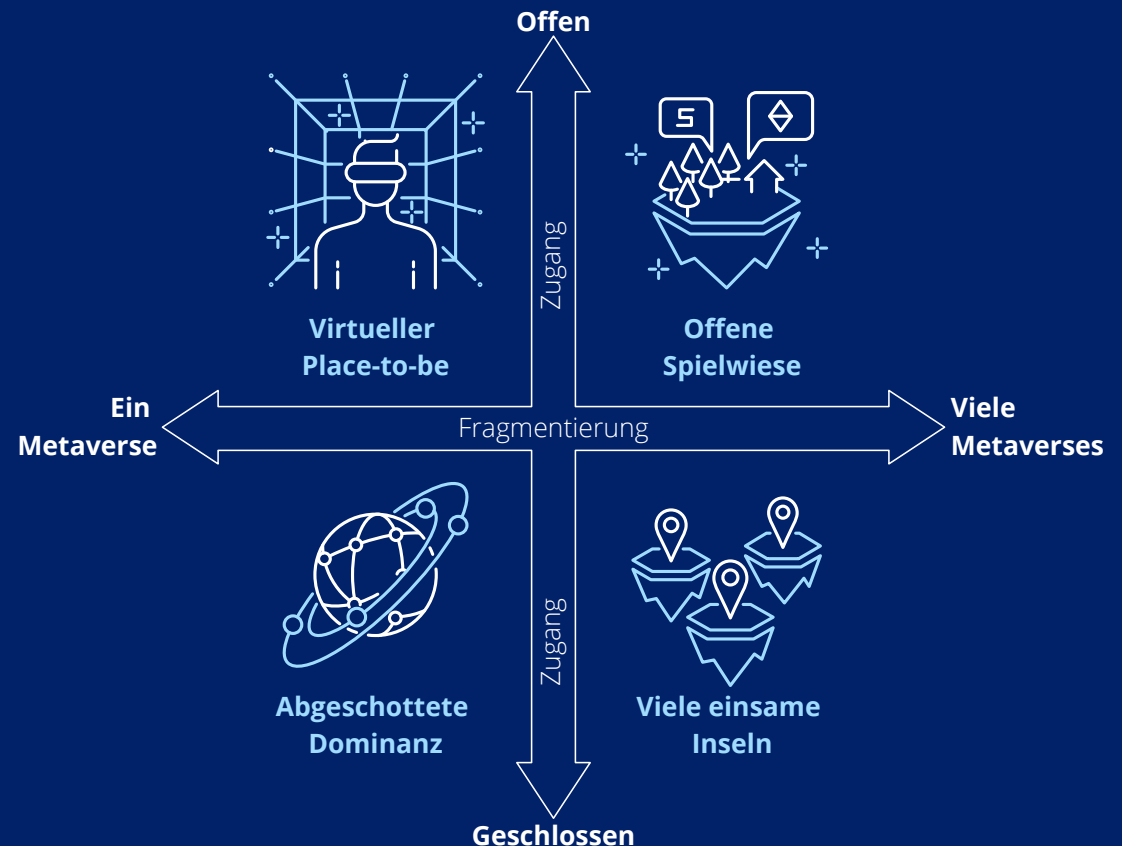 Offen
S
Zugang
Virtueller
Place-to-be
Offene
Spielwiese
Ein
Metaverse
Fragmentierung
Viele
Metaverses
Zugang
Abgeschottete
Dominanz
Viele einsame
Inseln
Geschlossen